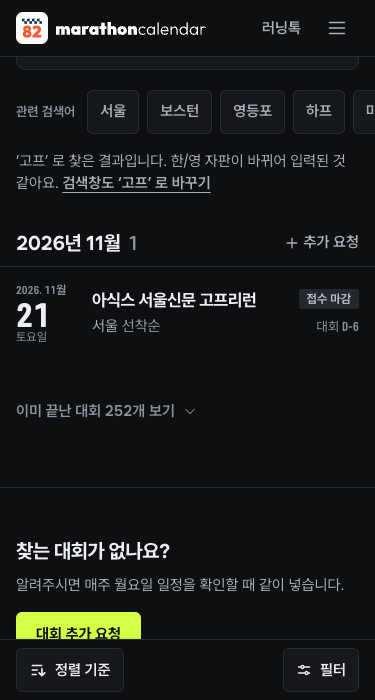 82 marathoncalendar 러닝톡
관련 검색어 서울 보스턴 영등포 하프
‘고프’ 로 찾은 결과입니다. 한/영 자판이 바뀌어 입력된 것
같아요. 검색창도 ‘고프’ 로 바꾸기
2026년 11월 1 + 추가 요청
2026. 11월
21
토요일
아식스 서울신문 고프리런 접수 마감
서울 선착순 대회 D-6
이미 끝난 대회 252개 보기
찾는 대회가 없나요?
알려주시면 매주 월요일 일정을 확인할 때 같이 넣습니다.
대회 추가 요청
정렬 기준 필터